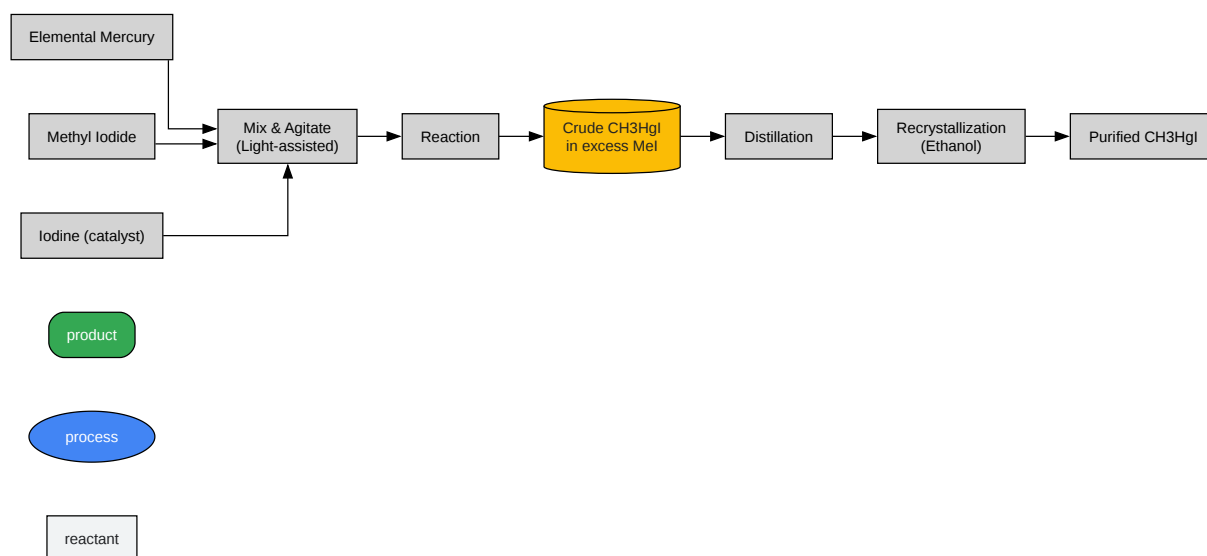 Elemental Mercury
Methyl Iodide
Mix & Agitate
(Light-assisted)
Reaction
Crude CH3HgI
in excess MeI
Distillation
Recrystallization
(Ethanol)
Purified CH3HgI
Iodine (catalyst)
product
process
reactant